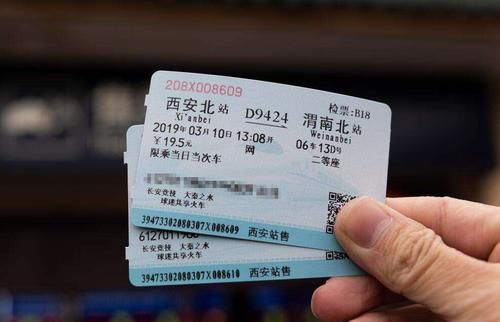 208X008609
检票:B18
西安北站 D9424 渭南北站
Xi'anbei Weinanbei
2019年03月10日13:08开 06车13D号
￥19.5元 网 二等座
限乘当日当次车
长安竞技 大秦之水
球迷共享火车
39473302080307X008609 西安站售
6127011988
长安竞技 大秦之水
球迷共享火车
39473302080307X008610 西安站售